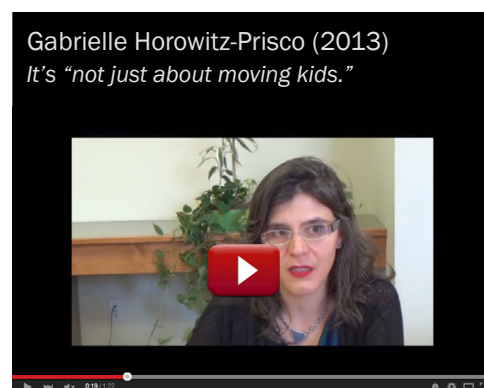 Gabrielle Horowitz-Prisco (2013)
It’s “not just about moving kids.”
0:19 / 1:22